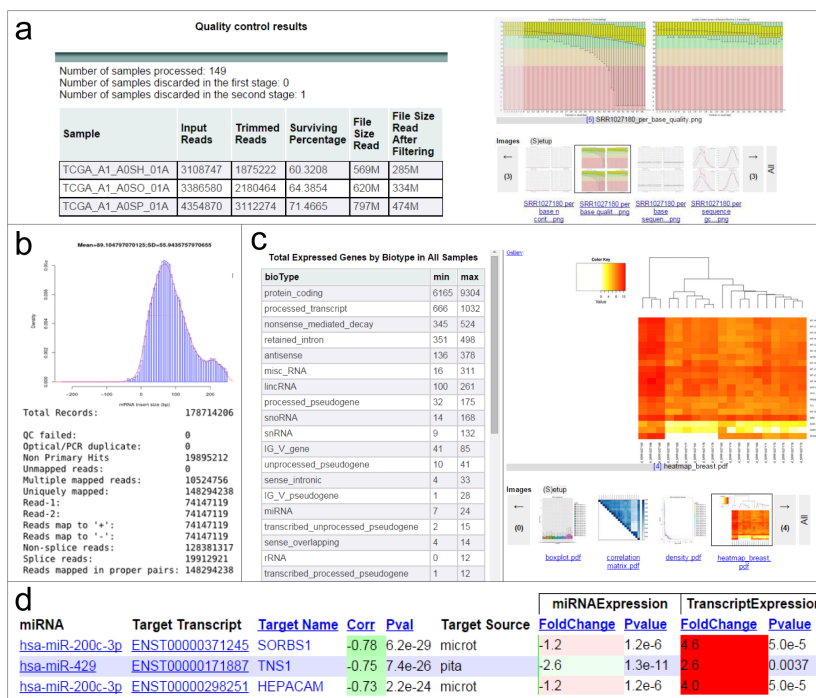 a
Quality control results
Number of samples processed: 149
Number of samples discarded in the first stage: 0
Number of samples discarded in the second stage: 1
Sample Input Reads Trimmed Reads Surviving Percentage File Size Read File Size Read After Filtering
TCGA_A1_A0SH_01A 3108747 1875222 60.3208 569M 285M
TCGA_A1_A0SO_01A 3386580 2180464 64.3854 620M 334M
TCGA_A1_A0SP_01A 4354870 3112274 71.4665 797M 474M
[5] SRR1027180_per_base_quality.png
Images (S)etup
← (3) → (3) All
SRR1027180 per base n cont...png
SRR1027180 per base qualit...png
SRR1027180 per base sequen...png
SRR1027180 per sequence gc...png
b
Mean=89.104797070125;SD=55.9435757970655
Density
-200 -100 0 100 200
mRNA insert size (bp)
Total Records: 178714206
QC failed: 0
Optical/PCR duplicate: 0
Non Primary Hits 19895212
Unmapped reads: 0
Multiple mapped reads: 10524756
Uniquely mapped: 148294238
Read-1: 74147119
Read-2: 74147119
Reads map to '+': 74147119
Reads map to '-': 74147119
Non-splice reads: 128381317
Splice reads: 19912921
Reads mapped in proper pairs: 148294238
c
Total Expressed Genes by Biotype in All Samples
bioType min max
protein_coding 6165 9304
processed_transcript 666 1032
nonsense_mediated_decay 345 524
retained_intron 351 498
antisense 136 378
misc_RNA 16 311
lincRNA 100 261
processed_pseudogene 32 175
snoRNA 14 168
snRNA 9 132
IG_V_gene 41 85
unprocessed_pseudogene 10 41
sense_intronic 4 33
IG_V_pseudogene 1 28
miRNA 7 24
transcribed_unprocessed_pseudogene 2 15
sense_overlapping 4 14
rRNA 0 12
transcribed_processed_pseudogene 1 12
Gallery
Color Key
Value
[4] heatmap_breast.pdf
Images (S)etup
← (0) → (4) All
boxplot.pdf
correlation matrix.pdf
density.pdf
heatmap_breast.pdf
d
miRNAExpression TranscriptExpression
miRNA Target Transcript Target Name Corr Pval Target Source FoldChange Pvalue FoldChange Pvalue
hsa-miR-200c-3p ENST00000371245 SORBS1 -0.78 6.2e-29 microt -1.2 1.2e-6 4.6 5.0e-5
hsa-miR-429 ENST00000171887 TNS1 -0.75 7.4e-26 pita -2.6 1.3e-11 2.6 0.0037
hsa-miR-200c-3p ENST00000298251 HEPACAM -0.73 2.2e-24 microt -1.2 1.2e-6 4.0 5.0e-5